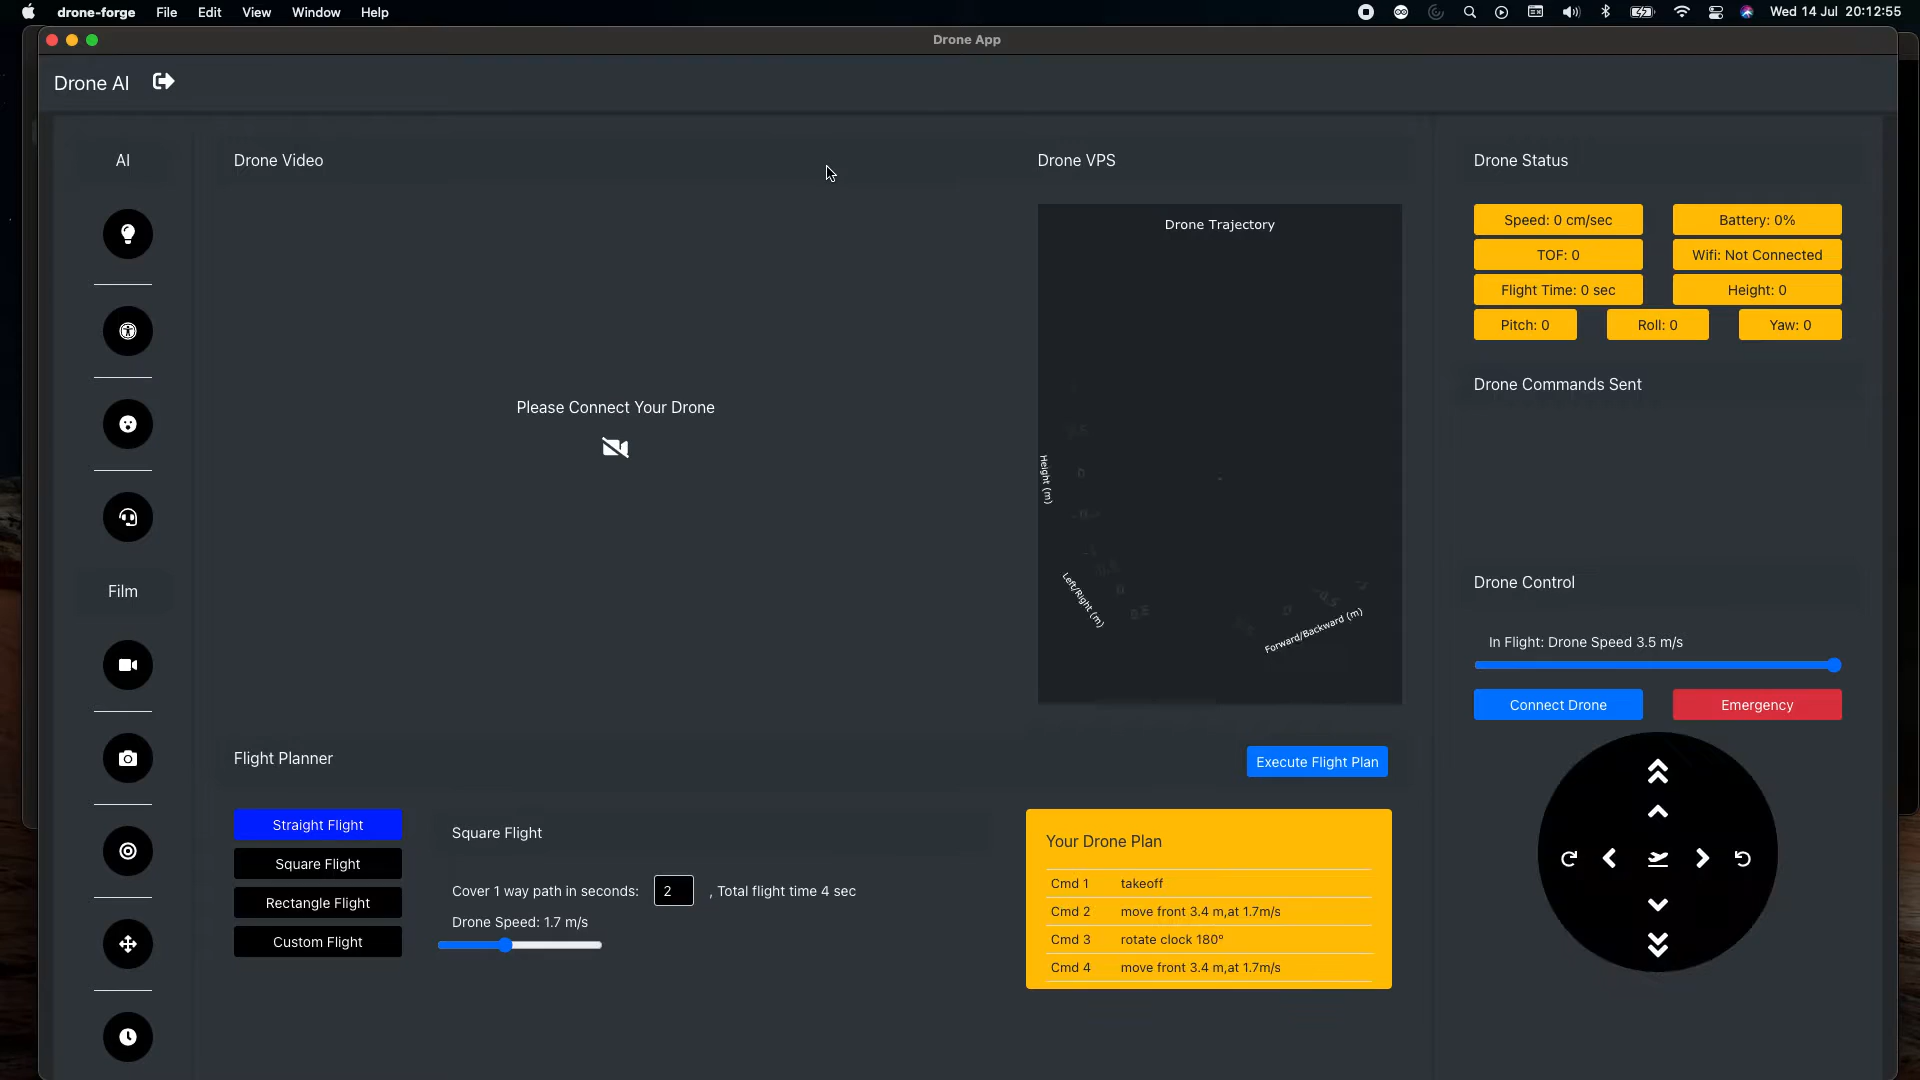 drone-forge File Edit View Window Help
Wed 14 Jul 20:12:55
Drone App
Drone AI
AI
Film
Drone Video
Please Connect Your Drone
Drone VPS
Drone Trajectory
Height (m)
Left/Right (m)
Forward/Backward (m)
Flight Planner
Execute Flight Plan
Straight Flight
Square Flight
Rectangle Flight
Custom Flight
Square Flight
Cover 1 way path in seconds: 2 , Total flight time 4 sec
Drone Speed: 1.7 m/s
Your Drone Plan
Cmd 1 takeoff
Cmd 2 move front 3.4 m,at 1.7m/s
Cmd 3 rotate clock 180°
Cmd 4 move front 3.4 m,at 1.7m/s
Drone Status
Speed: 0 cm/sec Battery: 0%
TOF: 0 Wifi: Not Connected
Flight Time: 0 sec Height: 0
Pitch: 0 Roll: 0 Yaw: 0
Drone Commands Sent
Drone Control
In Flight: Drone Speed 3.5 m/s
Connect Drone Emergency